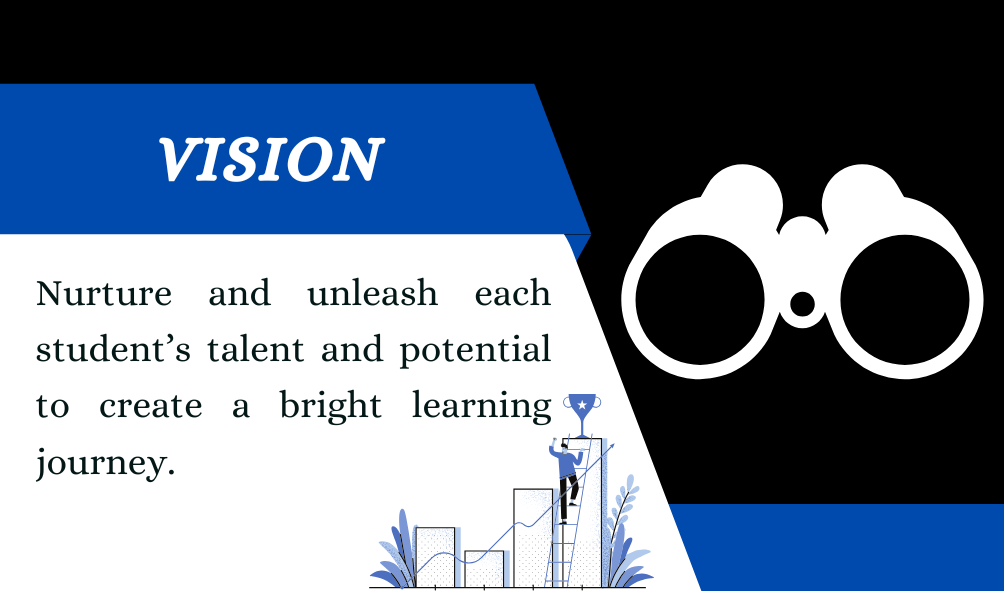 VISION
Nurture and unleash each
student’s talent and potential
to create a bright learning
journey.